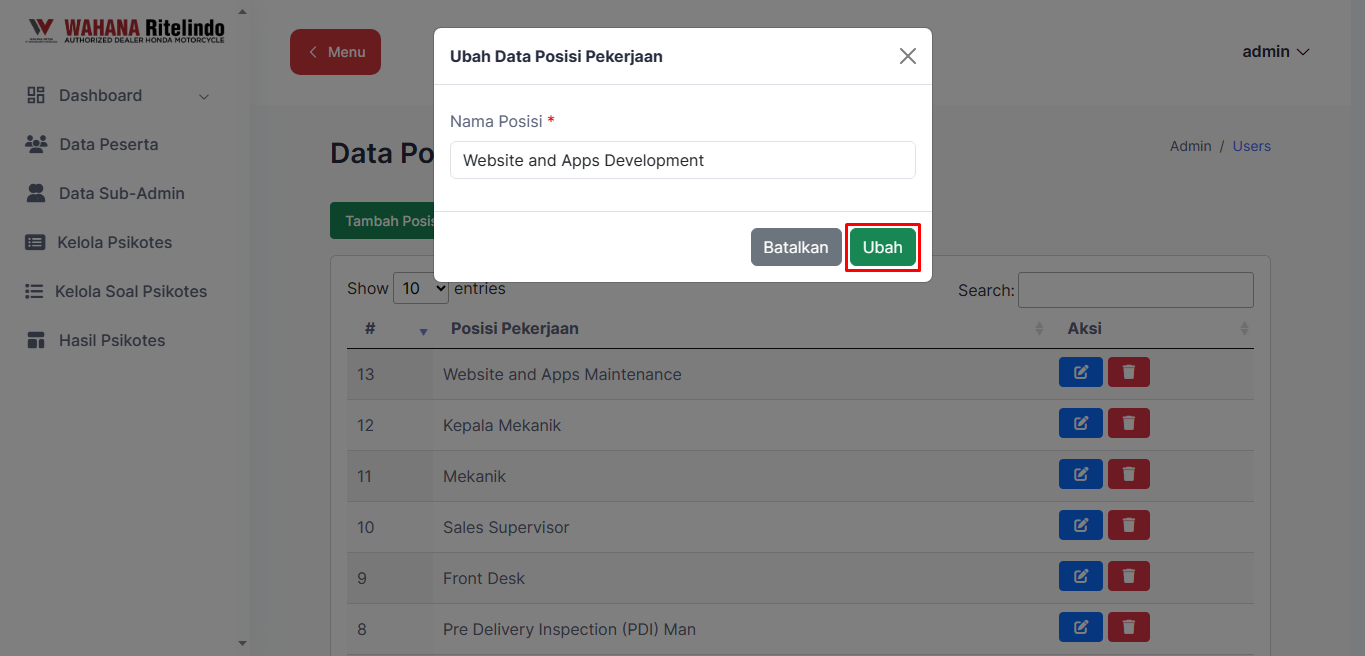 WAHANA Ritelindo
AUTHORIZED DEALER HONDA MOTORCYCLE
Menu
admin
Dashboard
Data Peserta
Data Sub-Admin
Kelola Psikotes
Kelola Soal Psikotes
Hasil Psikotes
Ubah Data Posisi Pekerjaan
Nama Posisi *
Website and Apps Development
Batalkan
Ubah
Data Po
Admin / Users
Tambah Posis
Show 10 entries
Search:
# Posisi Pekerjaan Aksi
13 Website and Apps Maintenance
12 Kepala Mekanik
11 Mekanik
10 Sales Supervisor
9 Front Desk
8 Pre Delivery Inspection (PDI) Man